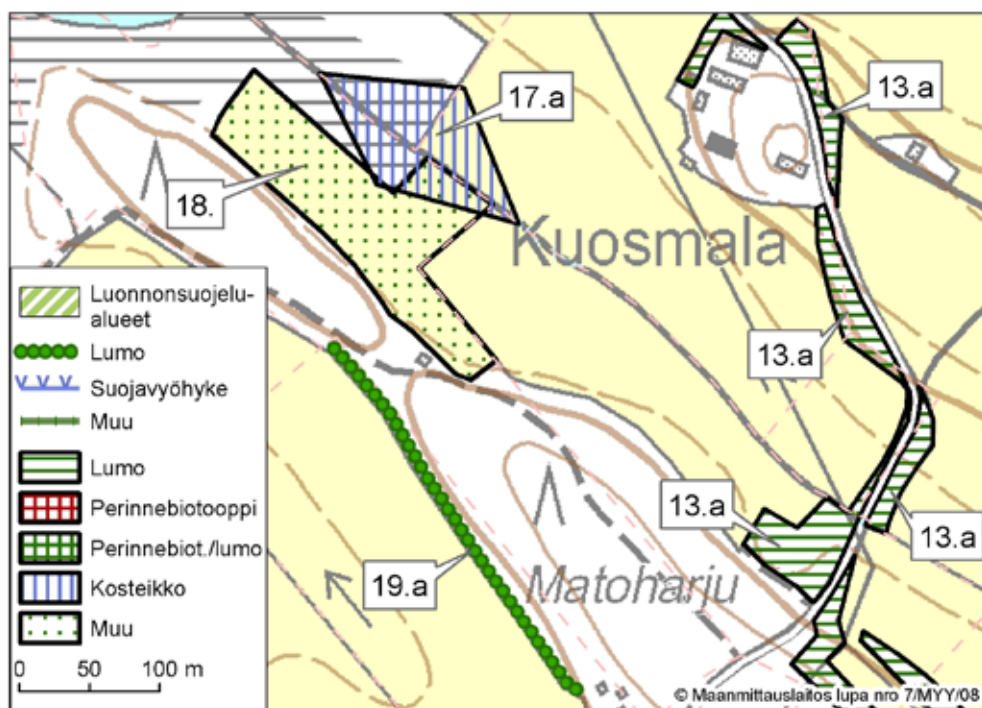 17.a
13.a
18.
Kuosmala
13.a
13.a
13.a
19.a
Matoharju
Luonnonsuojelu-
alueet
Lumo
Suojavyöhyke
Muu
Lumo
Perinnebiotooppi
Perinnebiot./lumo
Kosteikko
Muu
0 50 100 m
© Maanmittauslaitos lupa nro 7/MYY/08